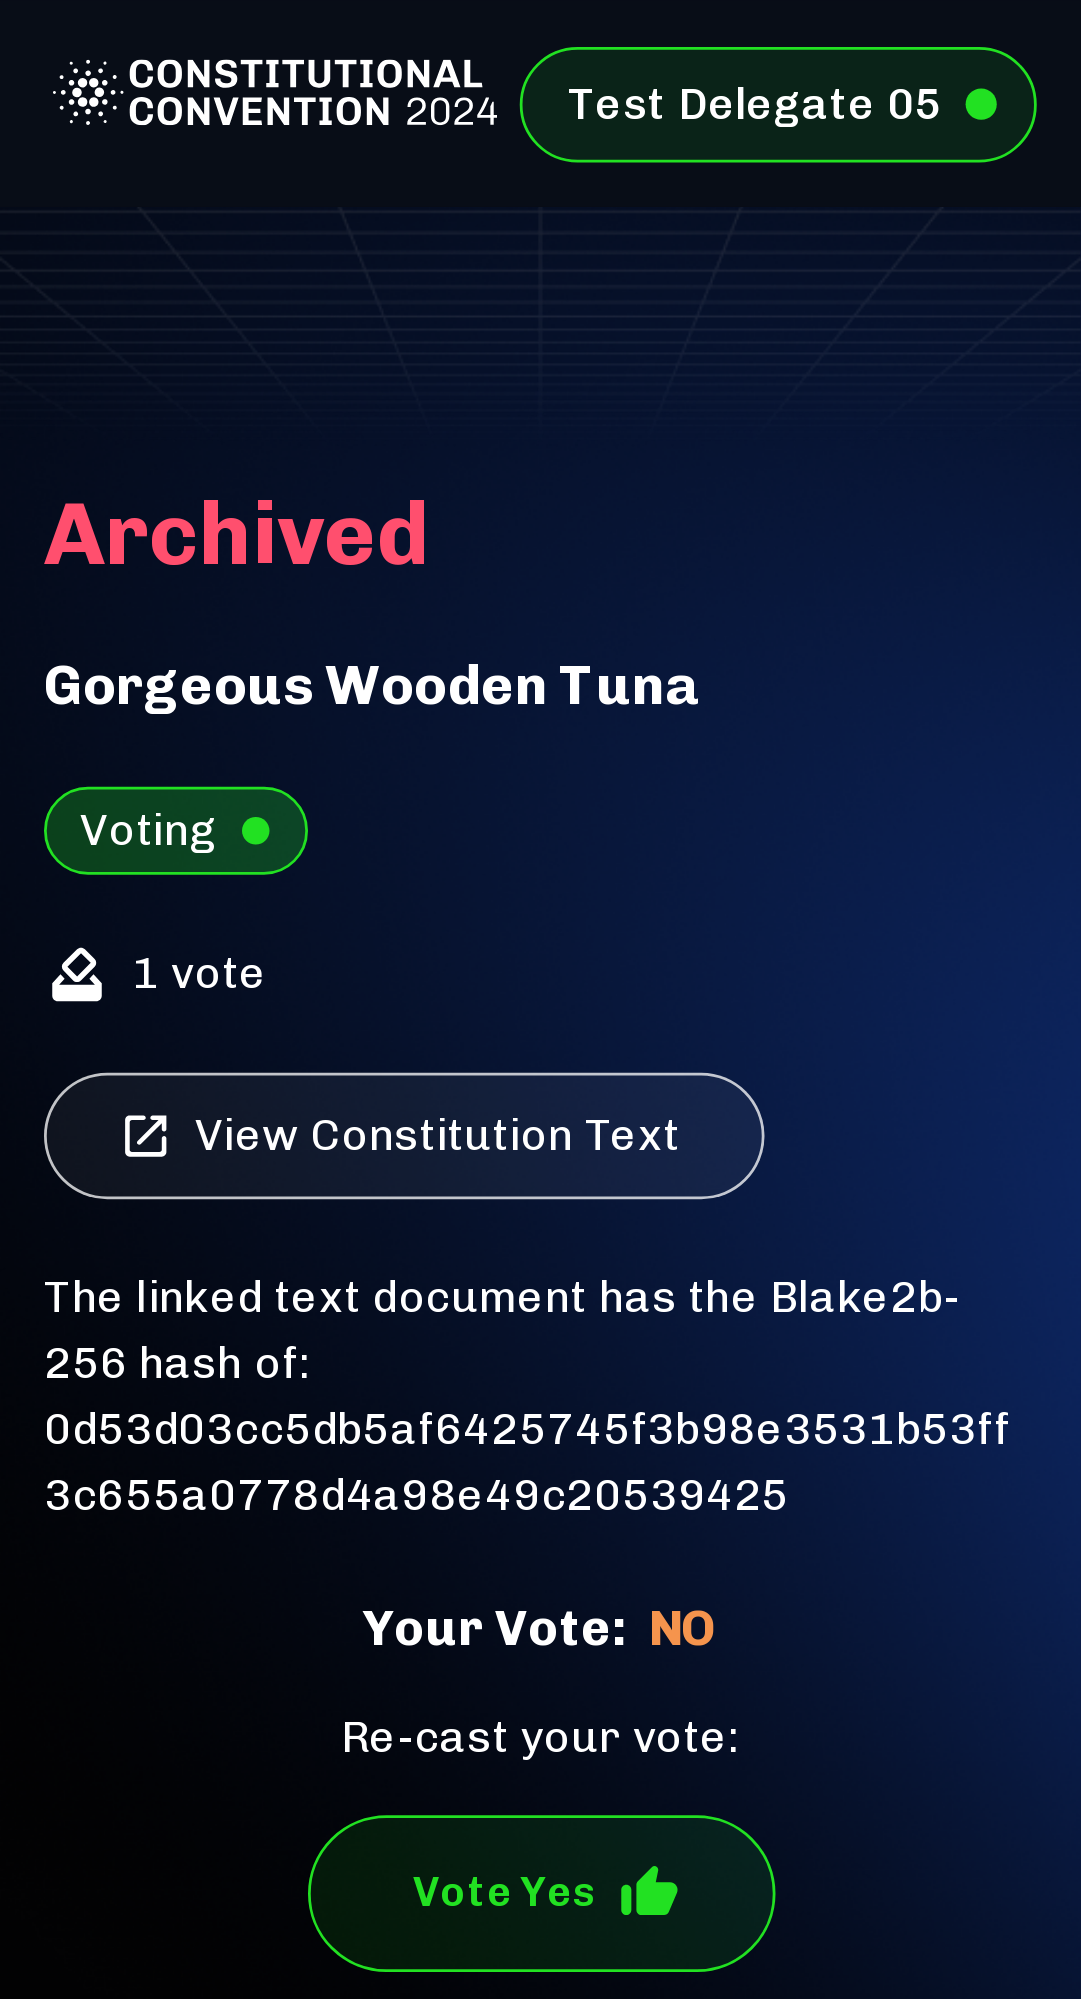 CONSTITUTIONAL
CONVENTION 2024
Test Delegate 05
Archived
Gorgeous Wooden Tuna
Voting
1 vote
View Constitution Text
The linked text document has the Blake2b-
256 hash of:
0d53d03cc5db5af6425745f3b98e3531b53ff
3c655a0778d4a98e49c20539425
Your Vote: NO
Re-cast your vote:
Vote Yes